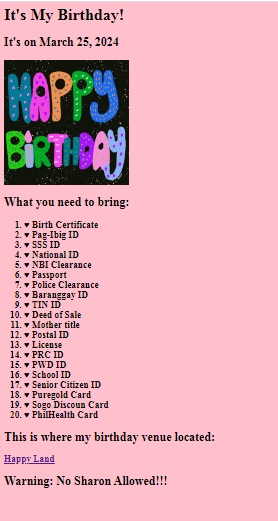 It's My Birthday!
It's on March 25, 2024
HAPPY
BIRTHDAY
What you need to bring:
1. ♥ Birth Certificate
2. ♥ Pag-Ibig ID
3. ♥ SSS ID
4. ♥ National ID
5. ♥ NBI Clearance
6. ♥ Passport
7. ♥ Police Clearance
8. ♥ Baranggay ID
9. ♥ TIN ID
10. ♥ Deed of Sale
11. ♥ Mother title
12. ♥ Postal ID
13. ♥ License
14. ♥ PRC ID
15. ♥ PWD ID
16. ♥ School ID
17. ♥ Senior Citizen ID
18. ♥ Puregold Card
19. ♥ Sogo Discoun Card
20. ♥ PhilHealth Card
This is where my birthday venue located:
Happy Land
Warning: No Sharon Allowed!!!